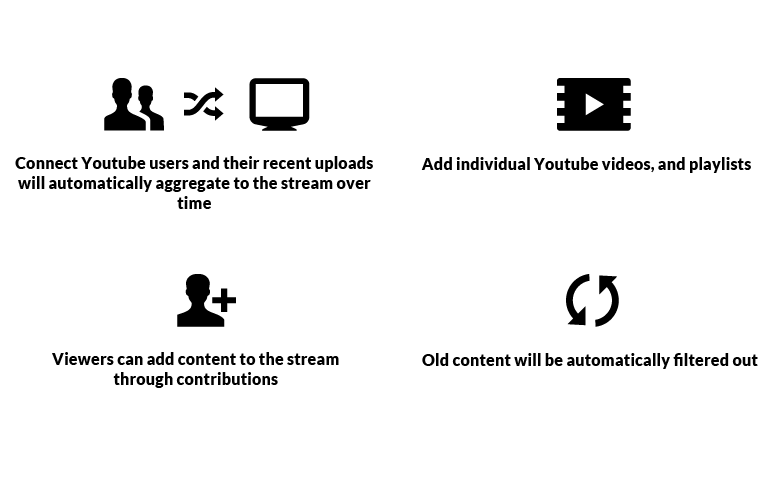 Connect Youtube users and their recent uploads
will automatically aggregate to the stream over
time
Add individual Youtube videos, and playlists
Viewers can add content to the stream
through contributions
Old content will be automatically filtered out